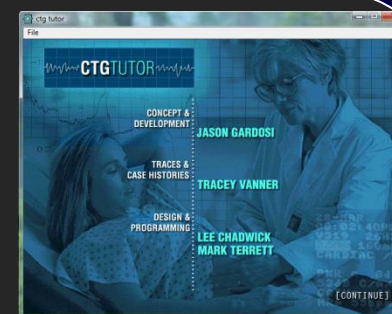 ctg tutor
File
CTGTUTOR
CONCEPT &
DEVELOPMENT
JASON GARDOSI
TRACES &
CASE HISTORIES
TRACEY VANNER
DESIGN &
PROGRAMMING
LEE CHADWICK
MARK TERRETT
CARDIAC
[CONTINUE]